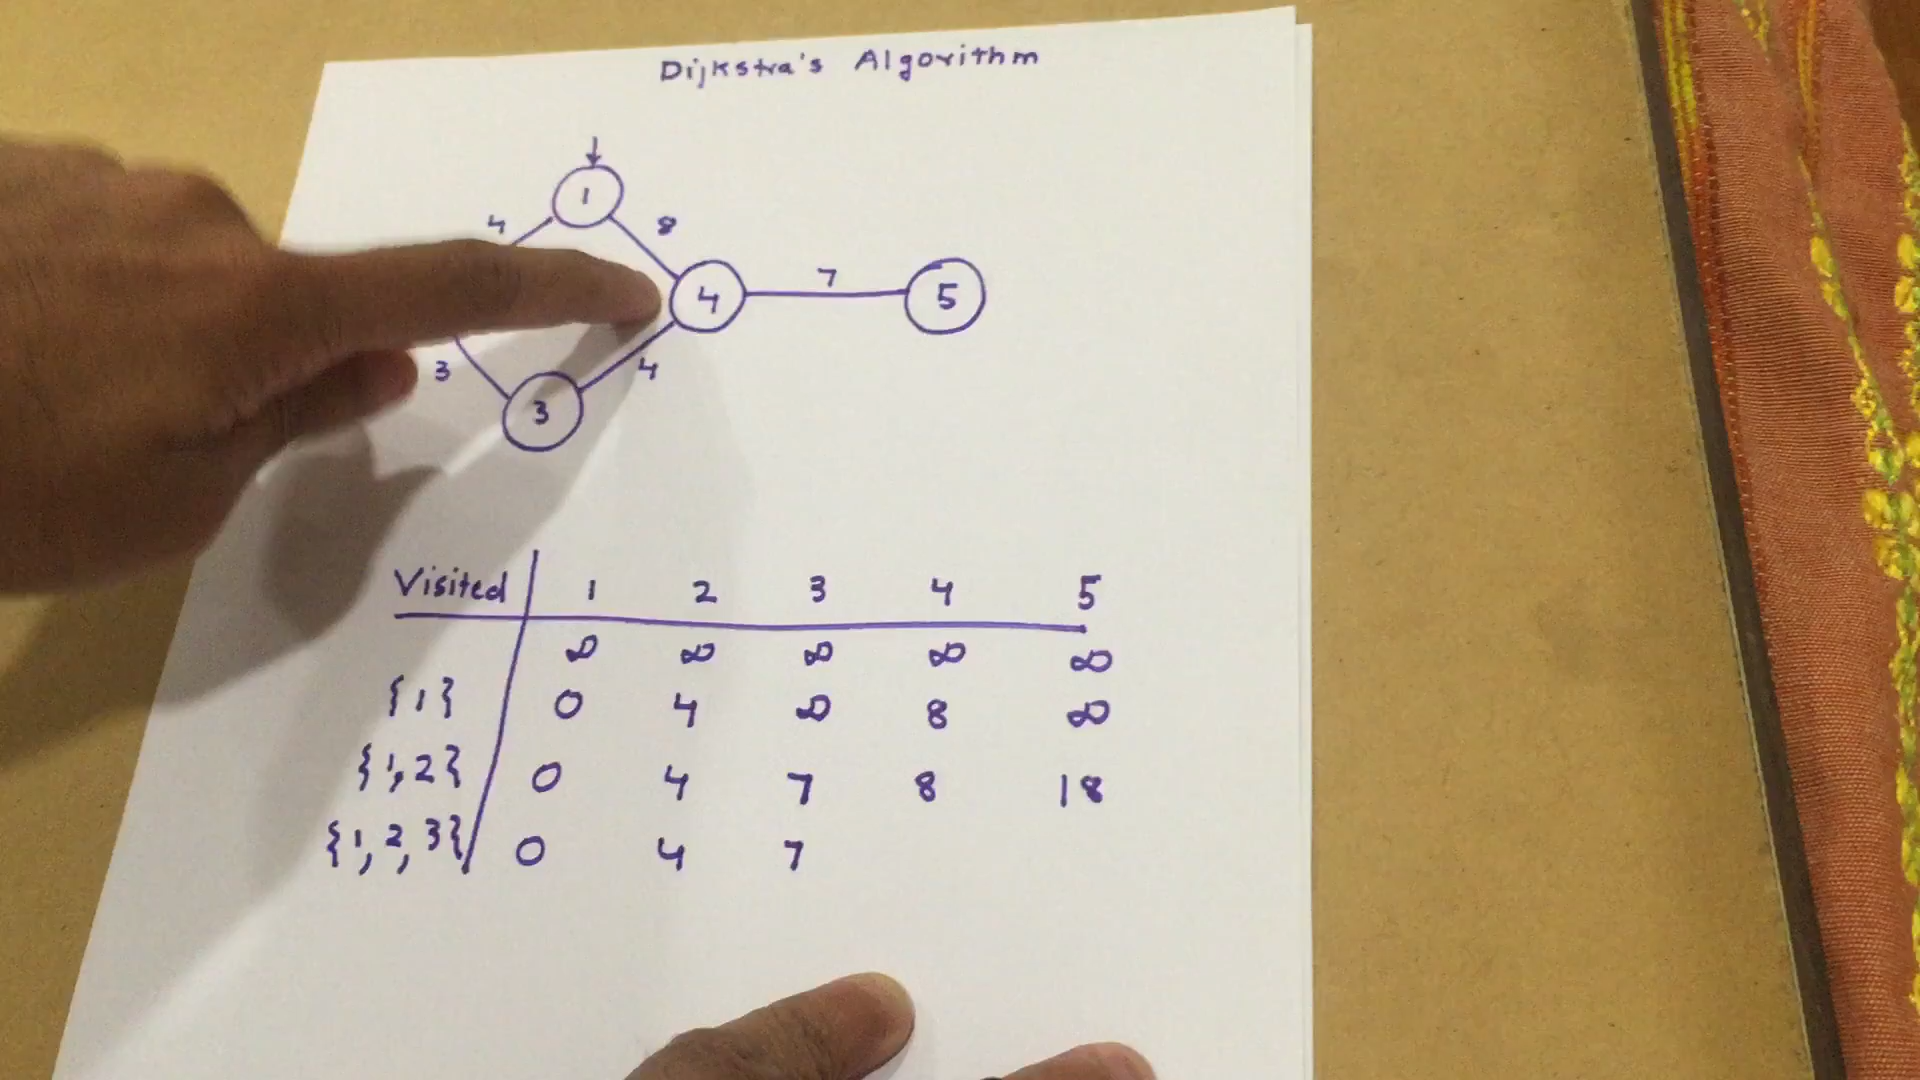 Dijkstra's Algorithm
1
4 8
4 7 5
3 4
3
Visited 1 2 3 4 5
∞ ∞ ∞ ∞ ∞
{1} 0 4 ∞ 8 ∞
{1,2} 0 4 7 8 18
{1, 2, 3} 0 4 7